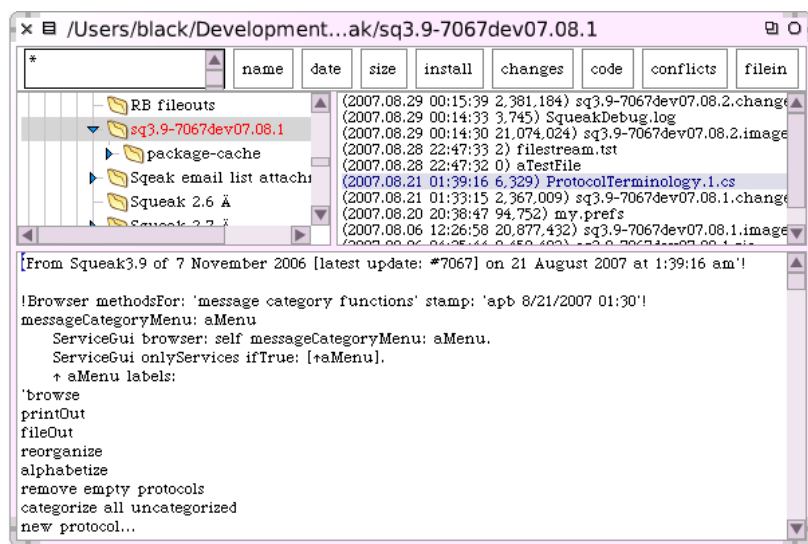 /Users/black/Development...ak/sq3.9-7067dev07.08.1
*
name date size install changes code conflicts filein
RB fileouts
sq3.9-7067dev07.08.1
package-cache
Sqeak email list attachr
Squeak 2.6 Ä
Squeak 2.7 Ä
(2007.08.29 00:15:39 2,381,184) sq3.9-7067dev07.08.2.change
(2007.08.29 00:14:33 3,745) SqueakDebug.log
(2007.08.29 00:14:30 21,074,024) sq3.9-7067dev07.08.2.image
(2007.08.28 22:47:33 2) filestream.tst
(2007.08.28 22:47:32 0) aTestFile
(2007.08.21 01:39:16 6,329) ProtocolTerminology.1.cs
(2007.08.21 01:33:15 2,367,009) sq3.9-7067dev07.08.1.change
(2007.08.20 20:38:47 94,752) my.prefs
(2007.08.06 12:26:58 20,877,432) sq3.9-7067dev07.08.1.image
'From Squeak3.9 of 7 November 2006 [latest update: #7067] on 21 August 2007 at 1:39:16 am'!
!Browser methodsFor: 'message category functions' stamp: 'apb 8/21/2007 01:30'!
messageCategoryMenu: aMenu
ServiceGui browser: self messageCategoryMenu: aMenu.
ServiceGui onlyServices ifTrue: [↑aMenu].
↑ aMenu labels:
'browse
printOut
fileOut
reorganize
alphabetize
remove empty protocols
categorize all uncategorized
new protocol...